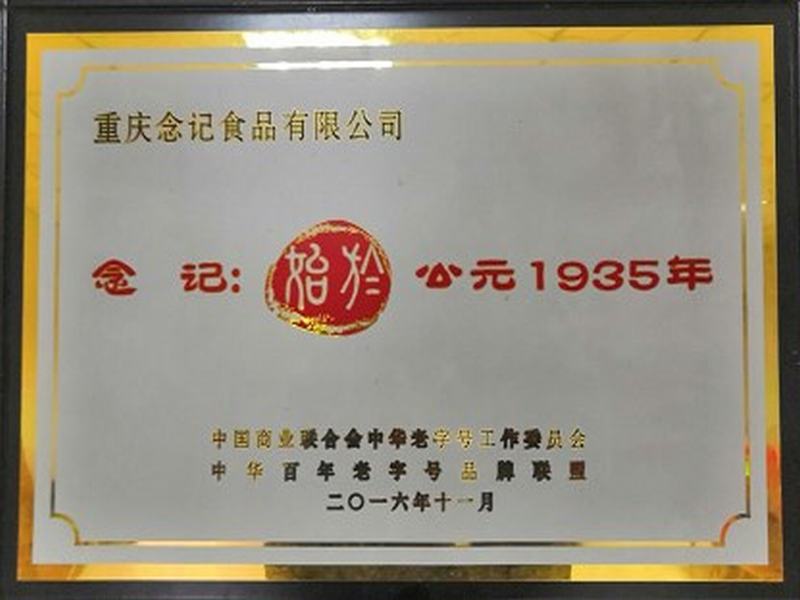 重庆念记食品有限公司
念记:始於公元1935年
中国商业联合会中华老字号工作委员会
中华百年老字号品牌联盟
二〇一六年十一月